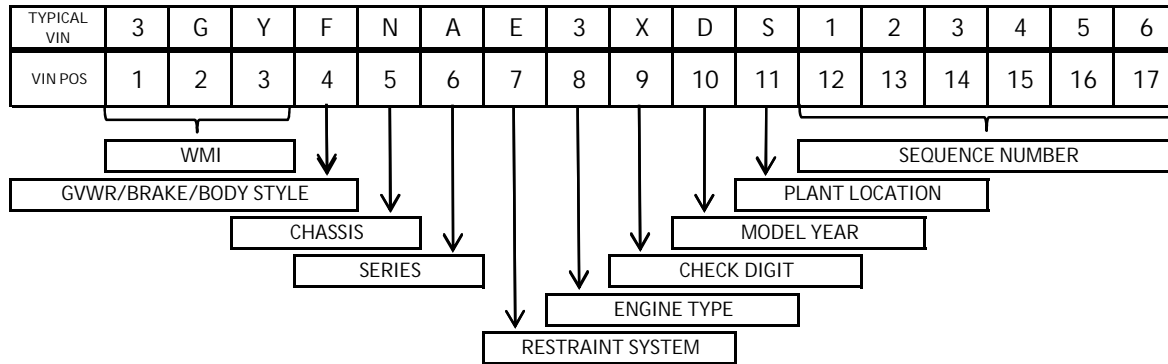 TYPICAL VIN 3 G Y F N A E 3 X D S 1 2 3 4 5 6
VIN POS 1 2 3 4 5 6 7 8 9 10 11 12 13 14 15 16 17
WMI SEQUENCE NUMBER
GVWR/BRAKE/BODY STYLE PLANT LOCATION
CHASSIS MODEL YEAR
SERIES CHECK DIGIT
ENGINE TYPE
RESTRAINT SYSTEM